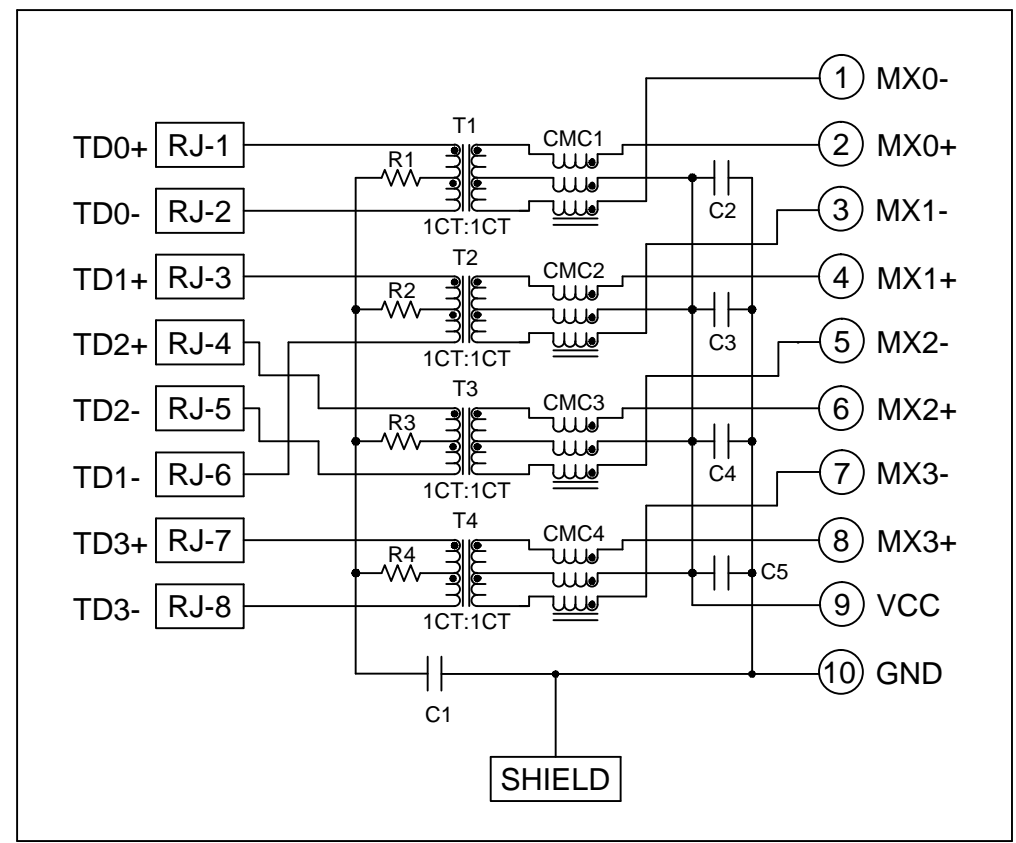 1 MX0-
T1
TD0+ RJ-1 CMC1 2 MX0+
R1
TD0- RJ-2 C2 3 MX1-
1CT:1CT
T2
TD1+ RJ-3 CMC2 4 MX1+
R2
TD2+ RJ-4 C3 5 MX2-
1CT:1CT
T3
TD2- RJ-5 CMC3 6 MX2+
R3
TD1- RJ-6 C4 7 MX3-
1CT:1CT
T4
TD3+ RJ-7 CMC4 8 MX3+
R4 C5
TD3- RJ-8 9 VCC
1CT:1CT
10 GND
C1
SHIELD